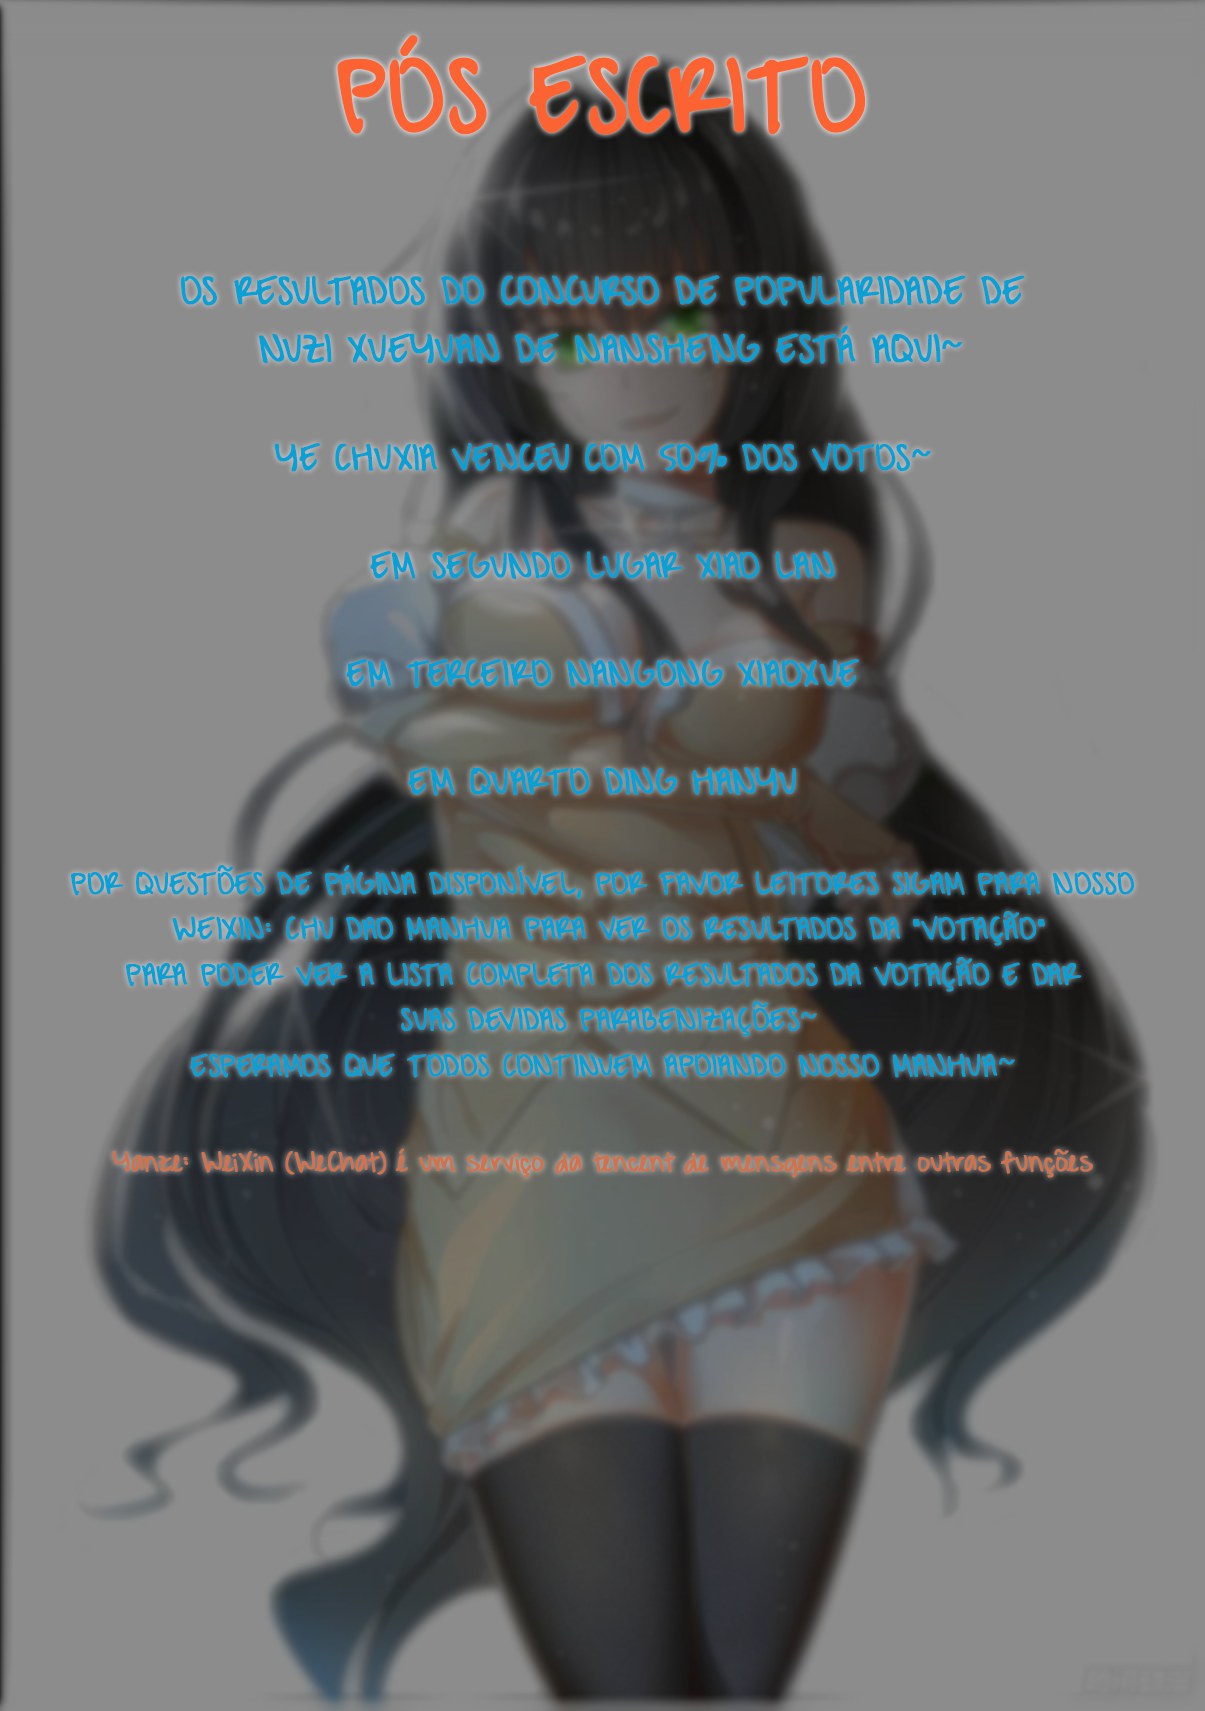 PÓS ESCRITO
OS RESULTADOS DO CONCURSO DE POPULARIDADE DE
NUZI XUEYUAN DE NANSHENG ESTÁ AQUI~
YE CHUXIA VENCEU COM 50% DOS VOTOS~
EM SEGUNDO LUGAR XIAO LAN
EM TERCEIRO NANGONG XIAOXUE
EM QUARTO DING HANYU
POR QUESTÕES DE PÁGINA DISPONÍVEL, POR FAVOR LEITORES SIGAM PARA NOSSO
WEIXIN: CHU DAO MANHUA PARA VER OS RESULTADOS DA "VOTAÇÃO"
PARA PODER VER A LISTA COMPLETA DOS RESULTADOS DA VOTAÇÃO E DAR
SUAS DEVIDAS PARABENIZAÇÕES~
ESPERAMOS QUE TODOS CONTINUEM APOIANDO NOSSO MANHUA~
Yanze: WeiXin (WeChat) é um serviço da tencent de mensgens entre outras funções